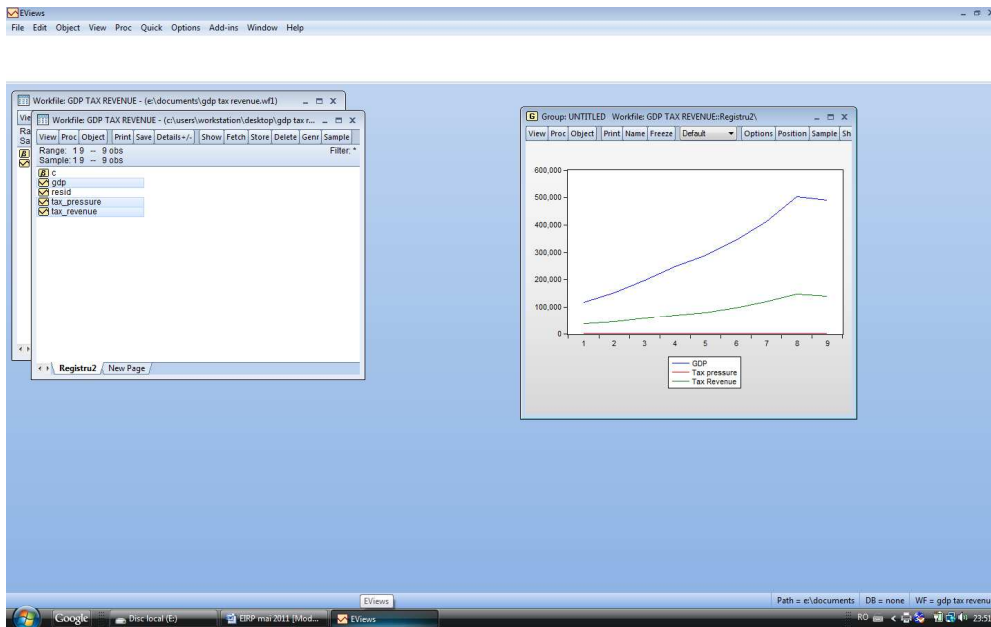 EViews
File Edit Object View Proc Quick Options Add-ins Window Help
Workfile: GDP TAX REVENUE - (e:\documents\gdp tax revenue.wf1)
Workfile: GDP TAX REVENUE - (c:\users\workstation\desktop\gdp tax r...
View Proc Object Print Save Details+/- Show Fetch Store Delete Genr Sample
Range: 1 9 -- 9 obs
Filter: *
Sample: 1 9 -- 9 obs
c
gdp
resid
tax_pressure
tax_revenue
Registru2 New Page
Group: UNTITLED Workfile: GDP TAX REVENUE::Registru2\
View Proc Object Print Name Freeze Default Options Position Sample Sh
600,000
500,000
400,000
300,000
200,000
100,000
0
1 2 3 4 5 6 7 8 9
GDP
Tax pressure
Tax Revenue
EViews
Path = e:\documents DB = none WF = gdp tax revenu
Google Disc local (E:) EIRP mai 2011 [Mod... EViews RO 23:51